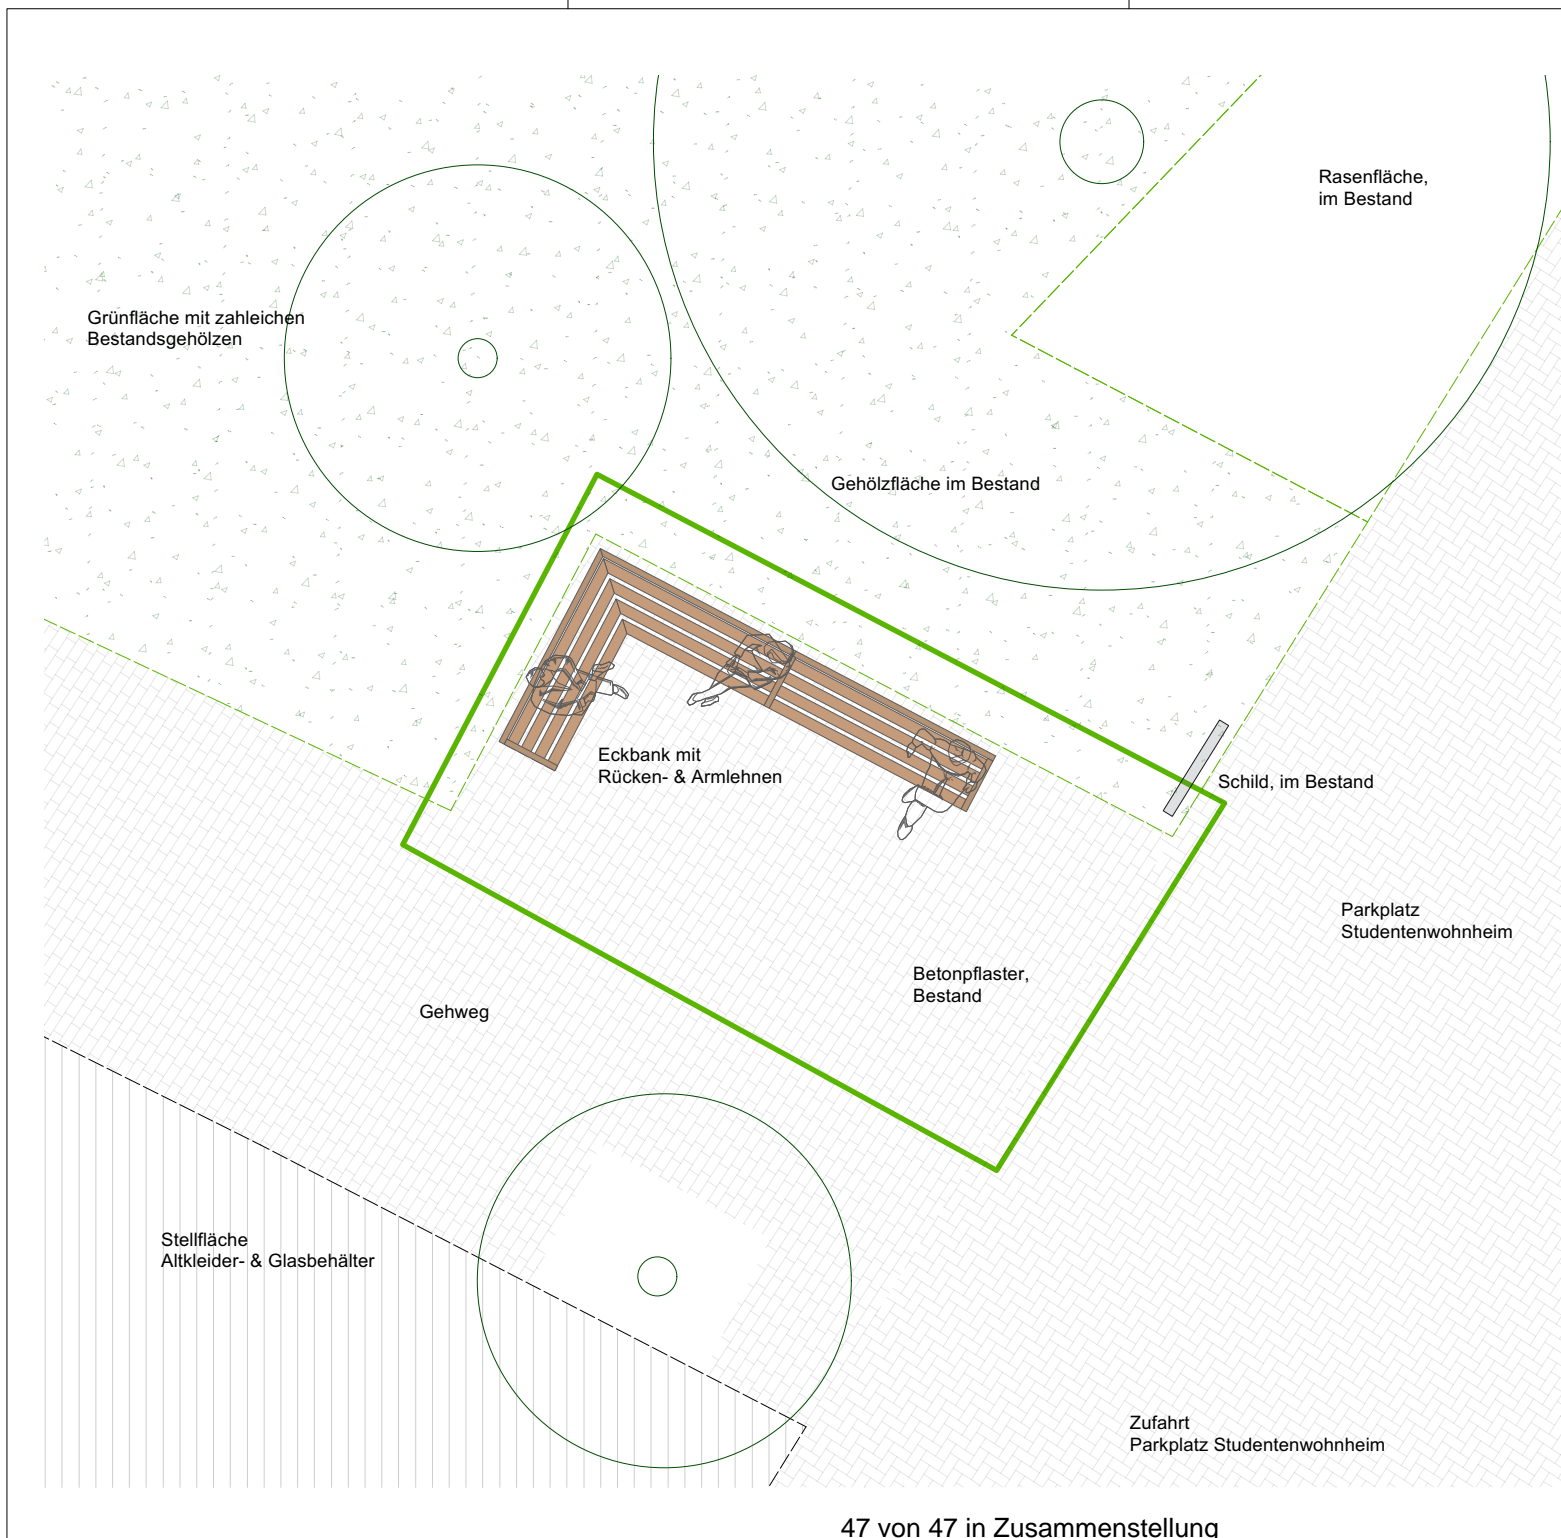 Rasenfläche,
im Bestand
Grünfläche mit zahleichen
Bestandsgehölzen
Gehölzfläche im Bestand
Eckbank mit
Rücken- & Armlehnen
Schild, im Bestand
Parkplatz
Studentenwohnheim
Betonpflaster,
Bestand
Gehweg
Stellfläche
Altkleider- & Glasbehälter
Zufahrt
Parkplatz Studentenwohnheim
47 von 47 in Zusammenstellung